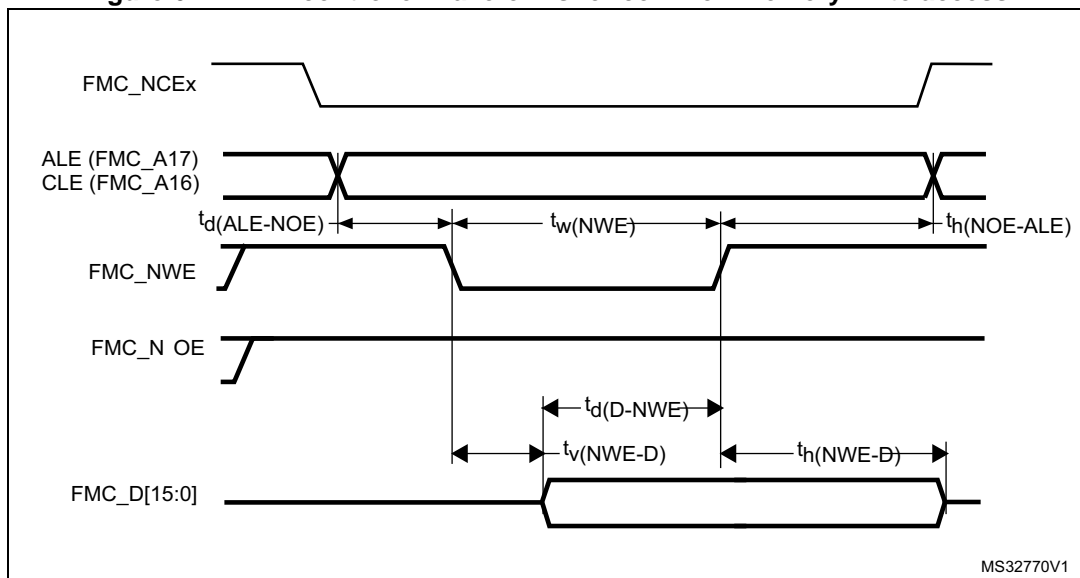 FMC_NCEx
ALE (FMC_A17)
CLE (FMC_A16)
td(ALE-NOE)
tw(NWE)
th(NOE-ALE)
FMC_NWE
FMC_N OE
td(D-NWE)
tv(NWE-D)
th(NWE-D)
FMC_D[15:0]
MS32770V1